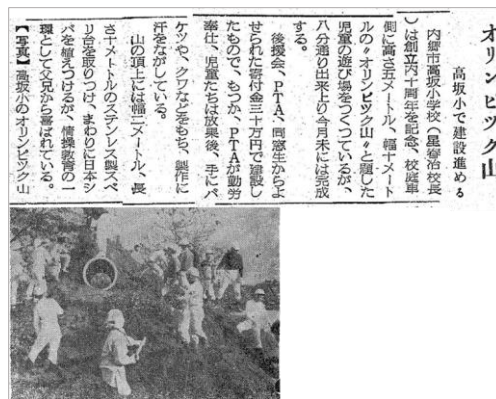 オリンピツク山
高坂小で建設進める
内郷市高坂小学校（星春治校長
）は創立四十周年を記念、校庭東
側に高さ五メートル、幅十メート
ルの〝オリンピツク山〟と題した
児童の遊び場をつくつているが、
八分通り出来上り今月末には完成
する。
後援会、ＰＴＡ、同窓生からよ
せられた寄付金三十万円で建設し
たもので、もつか、ＰＴＡが勤労
奉仕、児童たちは放果後、手にバ
ケツや、クワなどをもち、製作に
汗をながしている。
山の頂上には幅二メートル、長
さ十メートルのステンレス製スベ
リ台を取りつけ、まわりに日本シ
バを植えつけるが、情操教育の一
環として父兄から喜ばれている。
【写真】高坂小のオリンピツク山